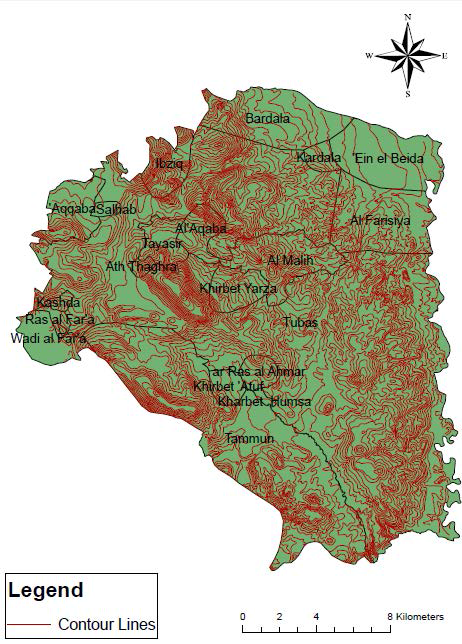 N
W E
S
Bardala
Kardala
'Ein el Beida
Ibziq
'Aqqaba
Salhab
Al Farisiya
Al 'Aqaba
Tayasir
Al Malih
Ath Thaghra
Khirbet Yarza
Kashda
Ras al Far'a
Tubas
Wadi al Far'a
ar Ras al Ahmar
Khirbet 'Atuf
Kharbet Humsa
Tammun
Legend
Contour Lines
0 2 4 8 Kilometers